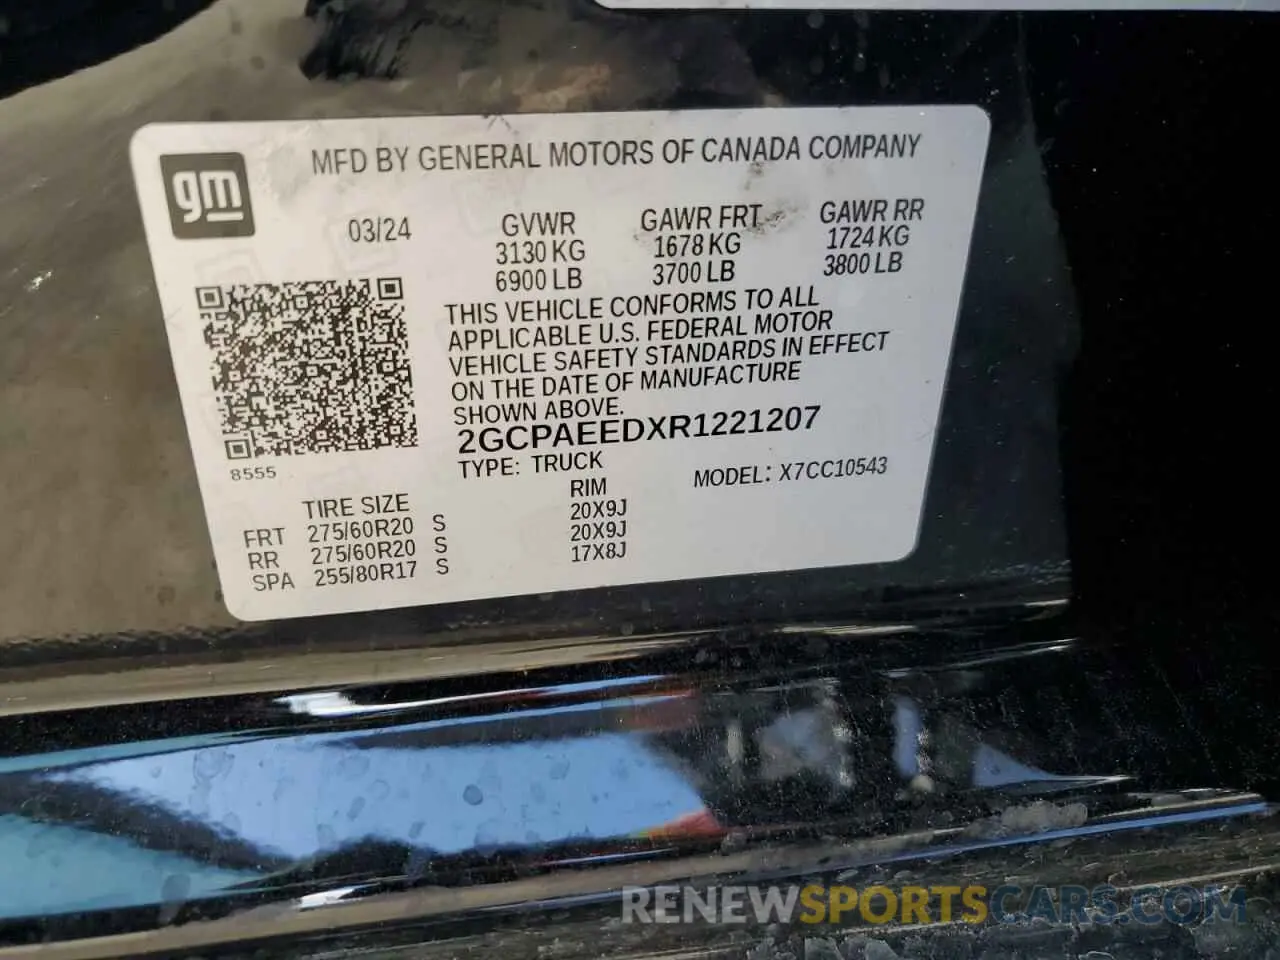 gm
MFD BY GENERAL MOTORS OF CANADA COMPANY
03/24 GVWR GAWR FRT GAWR RR
3130 KG 1678 KG 1724 KG
6900 LB 3700 LB 3800 LB
THIS VEHICLE CONFORMS TO ALL
APPLICABLE U.S. FEDERAL MOTOR
VEHICLE SAFETY STANDARDS IN EFFECT
ON THE DATE OF MANUFACTURE
SHOWN ABOVE.
2GCPAEEDXR1221207
8555 TYPE: TRUCK MODEL: X7CC10543
TIRE SIZE RIM
FRT 275/60R20 S 20X9J
RR 275/60R20 S 20X9J
SPA 255/80R17 S 17X8J
RENEWSPORTSCARS.COM